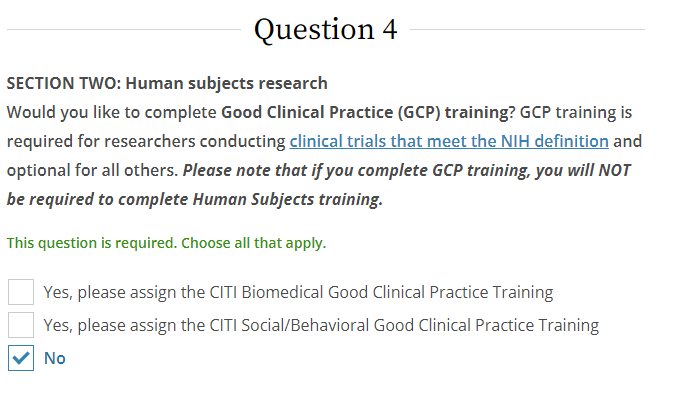 Question 4
SECTION TWO: Human subjects research
Would you like to complete Good Clinical Practice (GCP) training? GCP training is
required for researchers conducting clinical trials that meet the NIH definition and
optional for all others. Please note that if you complete GCP training, you will NOT
be required to complete Human Subjects training.
This question is required. Choose all that apply.
Yes, please assign the CITI Biomedical Good Clinical Practice Training
Yes, please assign the CITI Social/Behavioral Good Clinical Practice Training
No